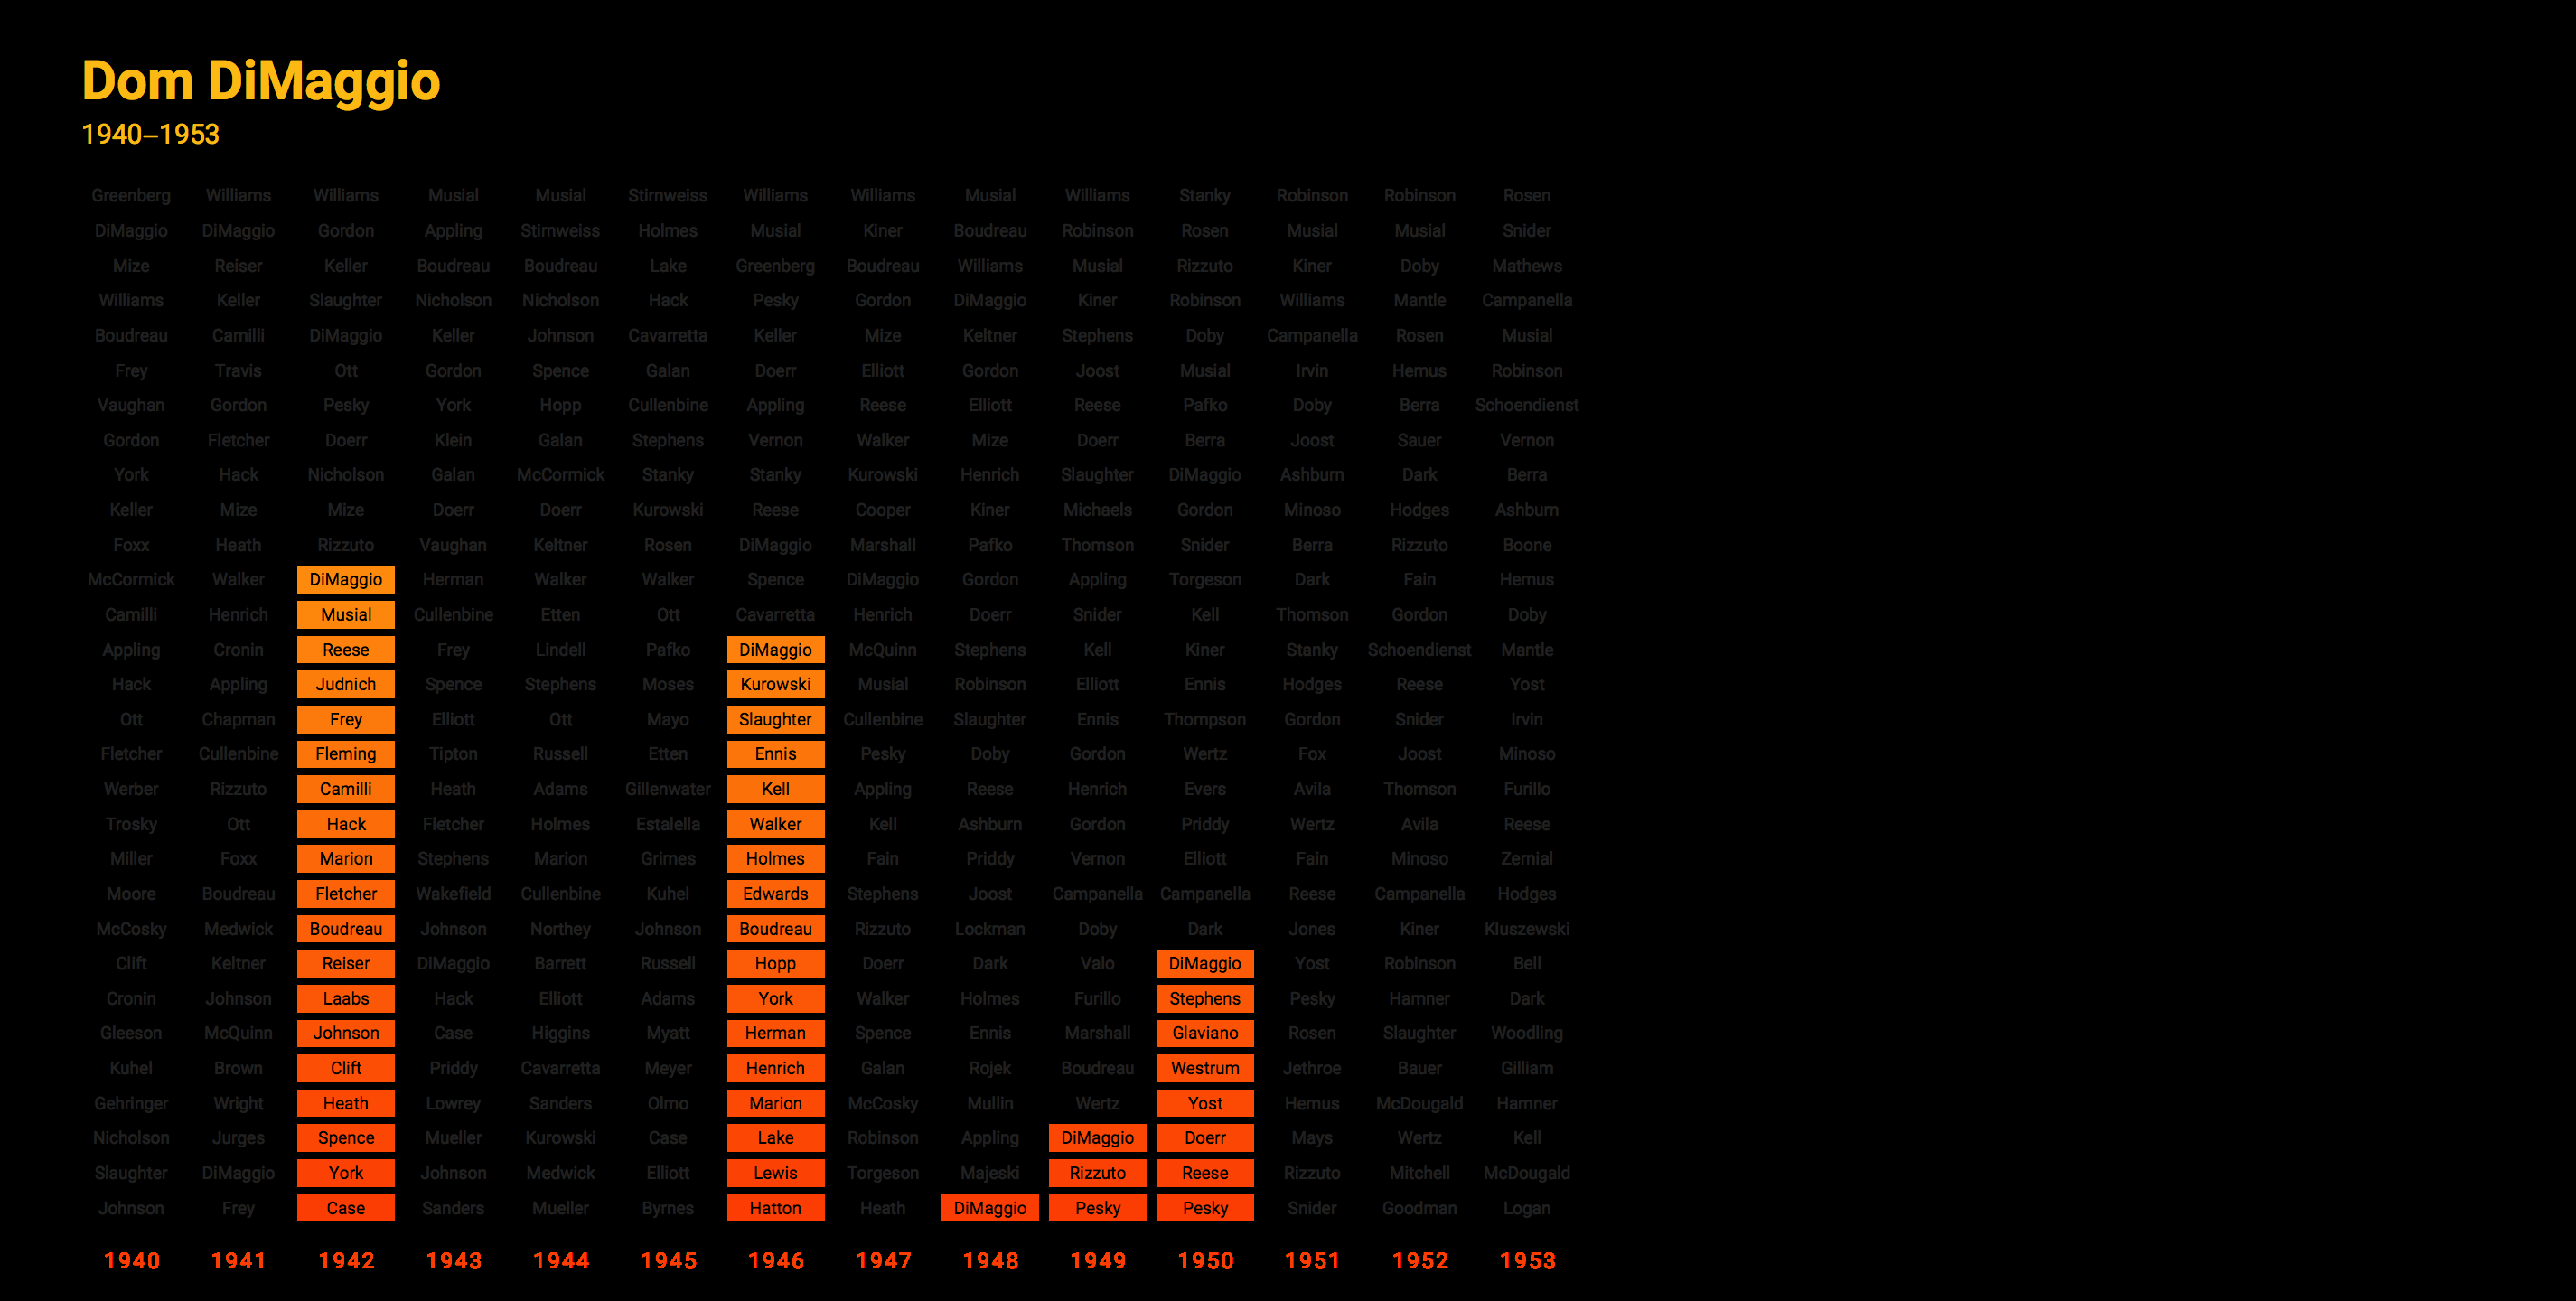 Dom DiMaggio
1940–1953
Greenberg Williams Williams Musial Musial Stirnweiss Williams Williams Musial Williams Stanky Robinson Robinson Rosen
DiMaggio DiMaggio Gordon Appling Stirnweiss Holmes Musial Kiner Boudreau Robinson Rosen Musial Musial Snider
Mize Reiser Keller Boudreau Boudreau Lake Greenberg Boudreau Williams Musial Rizzuto Kiner Doby Mathews
Williams Keller Slaughter Nicholson Nicholson Hack Pesky Gordon DiMaggio Kiner Robinson Williams Mantle Campanella
Boudreau Camilli DiMaggio Keller Johnson Cavarretta Keller Mize Keltner Stephens Doby Campanella Rosen Musial
Frey Travis Ott Gordon Spence Galan Doerr Elliott Gordon Joost Musial Irvin Hemus Robinson
Vaughan Gordon Pesky York Hopp Cullenbine Appling Reese Elliott Reese Pafko Doby Berra Schoendienst
Gordon Fletcher Doerr Klein Galan Stephens Vernon Walker Mize Doerr Berra Joost Sauer Vernon
York Hack Nicholson Galan McCormick Stanky Stanky Kurowski Henrich Slaughter DiMaggio Ashburn Dark Berra
Keller Mize Mize Doerr Doerr Kurowski Reese Cooper Kiner Michaels Gordon Minoso Hodges Ashburn
Foxx Heath Rizzuto Vaughan Keltner Rosen DiMaggio Marshall Pafko Thomson Snider Berra Rizzuto Boone
McCormick Walker DiMaggio Herman Walker Walker Spence DiMaggio Gordon Appling Torgeson Dark Fain Hemus
Camilli Henrich Musial Cullenbine Etten Ott Cavarretta Henrich Doerr Snider Kell Thomson Gordon Doby
Appling Cronin Reese Frey Lindell Pafko DiMaggio McQuinn Stephens Kell Kiner Stanky Schoendienst Mantle
Hack Appling Judnich Spence Stephens Moses Kurowski Musial Robinson Elliott Ennis Hodges Reese Yost
Ott Chapman Frey Elliott Ott Mayo Slaughter Cullenbine Slaughter Ennis Thompson Gordon Snider Irvin
Fletcher Cullenbine Fleming Tipton Russell Etten Ennis Pesky Doby Gordon Wertz Fox Joost Minoso
Werber Rizzuto Camilli Heath Adams Gillenwater Kell Appling Reese Henrich Evers Avila Thomson Furillo
Trosky Ott Hack Fletcher Holmes Estalella Walker Kell Ashburn Gordon Priddy Wertz Avila Reese
Miller Foxx Marion Stephens Marion Grimes Holmes Fain Priddy Vernon Elliott Fain Minoso Zernial
Moore Boudreau Fletcher Wakefield Cullenbine Kuhel Edwards Stephens Joost Campanella Campanella Reese Campanella Hodges
McCosky Medwick Boudreau Johnson Northey Johnson Boudreau Rizzuto Lockman Doby Dark Jones Kiner Kluszewski
Clift Keltner Reiser DiMaggio Barrett Russell Hopp Doerr Dark Valo DiMaggio Yost Robinson Bell
Cronin Johnson Laabs Hack Elliott Adams York Walker Holmes Furillo Stephens Pesky Hamner Dark
Gleeson McQuinn Johnson Case Higgins Myatt Herman Spence Ennis Marshall Glaviano Rosen Slaughter Woodling
Kuhel Brown Clift Priddy Cavarretta Meyer Henrich Galan Rojek Boudreau Westrum Jethroe Bauer Gilliam
Gehringer Wright Heath Lowrey Sanders Olmo Marion McCosky Mullin Wertz Yost Hemus McDougald Hamner
Nicholson Jurges Spence Mueller Kurowski Case Lake Robinson Appling DiMaggio Doerr Mays Wertz Kell
Slaughter DiMaggio York Johnson Medwick Elliott Lewis Torgeson Majeski Rizzuto Reese Rizzuto Mitchell McDougald
Johnson Frey Case Sanders Mueller Byrnes Hatton Heath DiMaggio Pesky Pesky Snider Goodman Logan
1940 1941 1942 1943 1944 1945 1946 1947 1948 1949 1950 1951 1952 1953